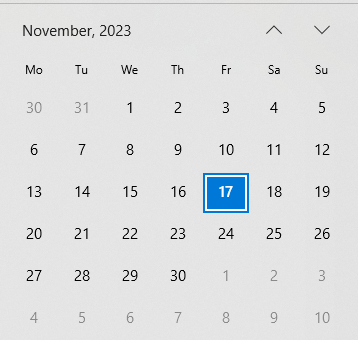 November, 2023
Mo Tu We Th Fr Sa Su
30 31 1 2 3 4 5
6 7 8 9 10 11 12
13 14 15 16 17 18 19
20 21 22 23 24 25 26
27 28 29 30 1 2 3
4 5 6 7 8 9 10